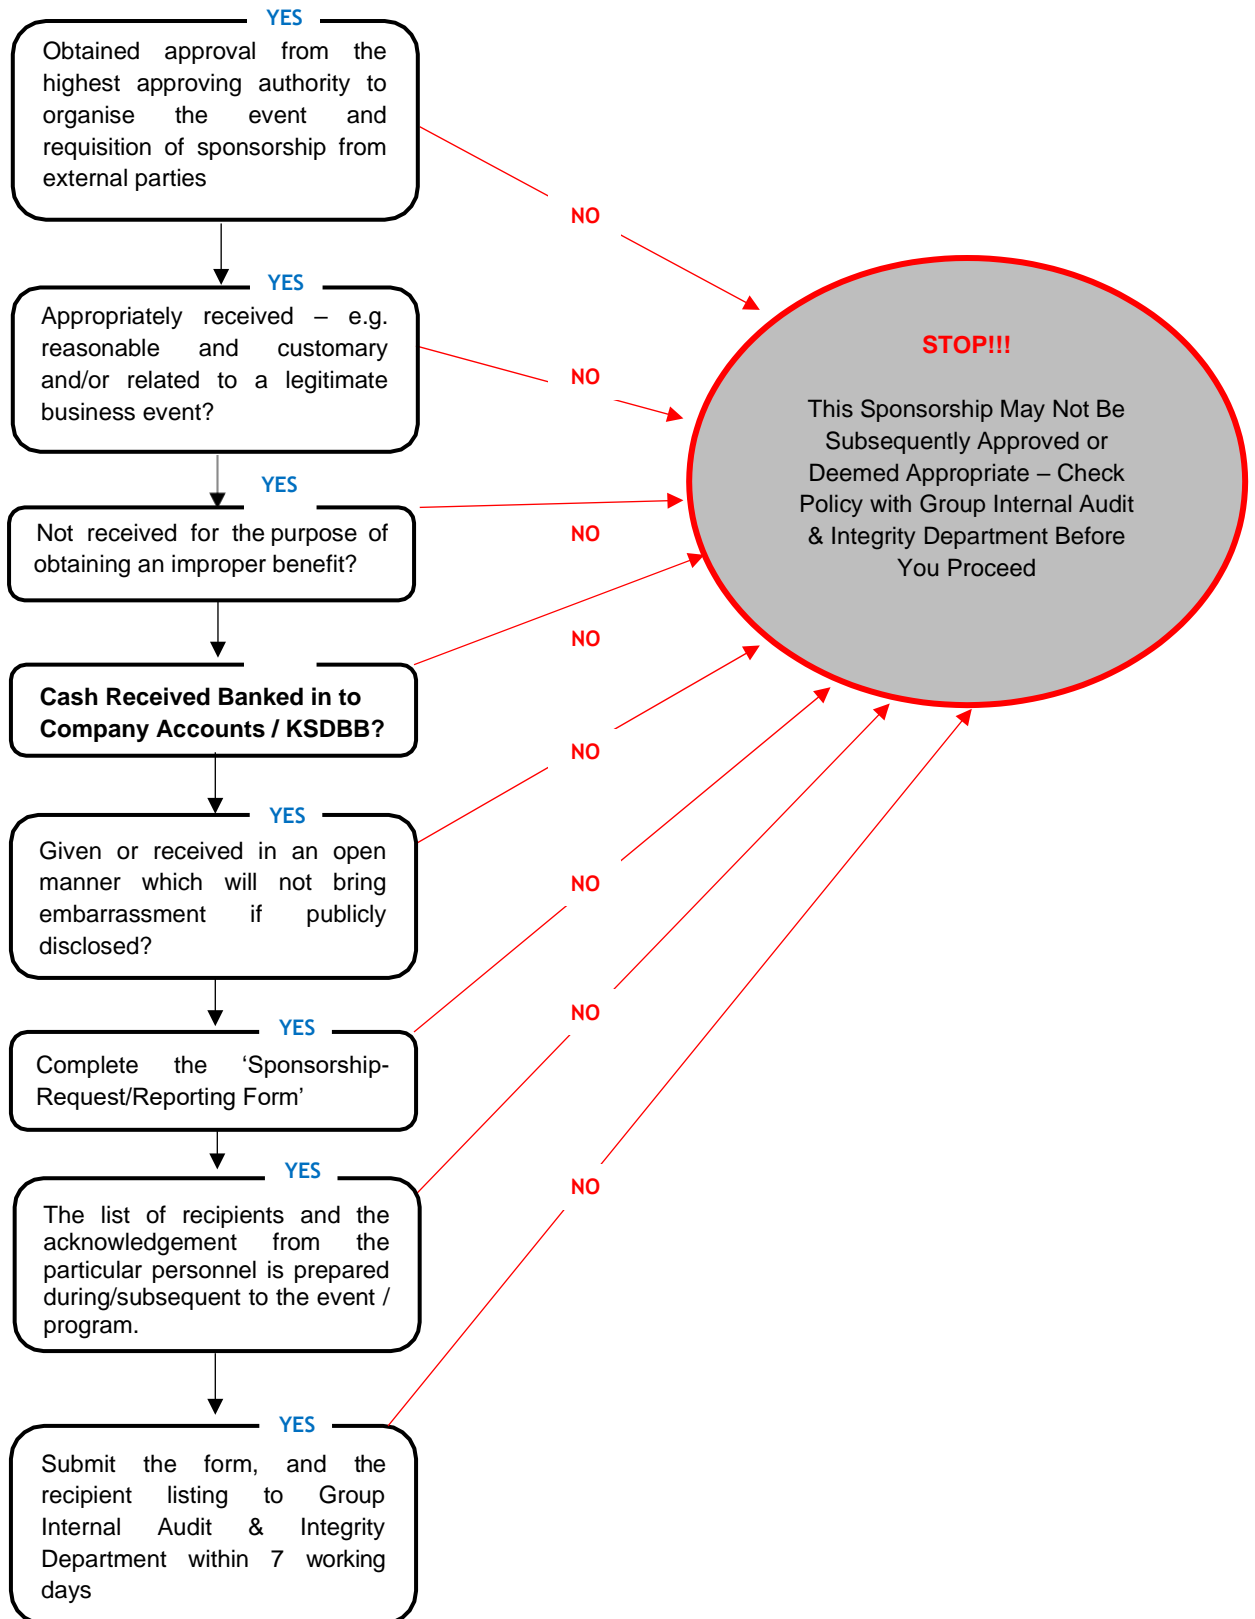 YES
Obtained approval from the
highest approving authority to
organise the event and
requisition of sponsorship from
external parties
NO
YES
Appropriately received – e.g.
reasonable and customary
and/or related to a legitimate
business event?
NO
STOP!!!
This Sponsorship May Not Be
Subsequently Approved or
Deemed Appropriate – Check
Policy with Group Internal Audit
& Integrity Department Before
You Proceed
YES
Not received for the purpose of
obtaining an improper benefit?
NO
Cash Received Banked in to
Company Accounts / KSDBB?
NO
YES
Given or received in an open
manner which will not bring
embarrassment if publicly
disclosed?
NO
YES
Complete the ‘Sponsorship-
Request/Reporting Form’
NO
YES
The list of recipients and the
acknowledgement from the
particular personnel is prepared
during/subsequent to the event /
program.
NO
YES
Submit the form, and the
recipient listing to Group
Internal Audit & Integrity
Department within 7 working
days
NO